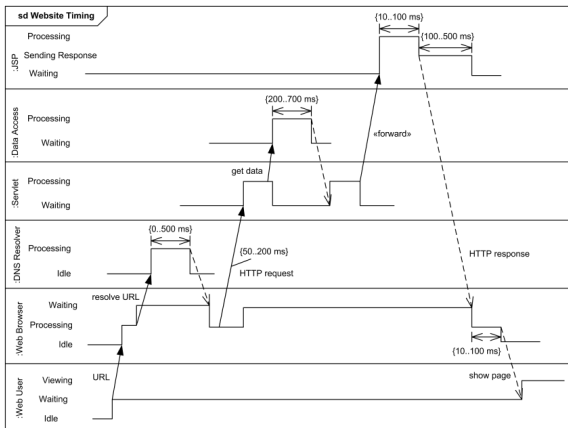 sd Website Timing
:JSP
Processing
Sending Response
Waiting
{10..100 ms}
{100..500 ms}
:Data Access
Processing
Waiting
{200..700 ms}
«forward»
:Servlet
Processing
Waiting
get data
:DNS Resolver
Processing
Idle
{0..500 ms}
{50..200 ms}
HTTP request
HTTP response
:Web Browser
Waiting
Processing
Idle
resolve URL
{10..100 ms}
:Web User
Viewing
Waiting
Idle
URL
show page